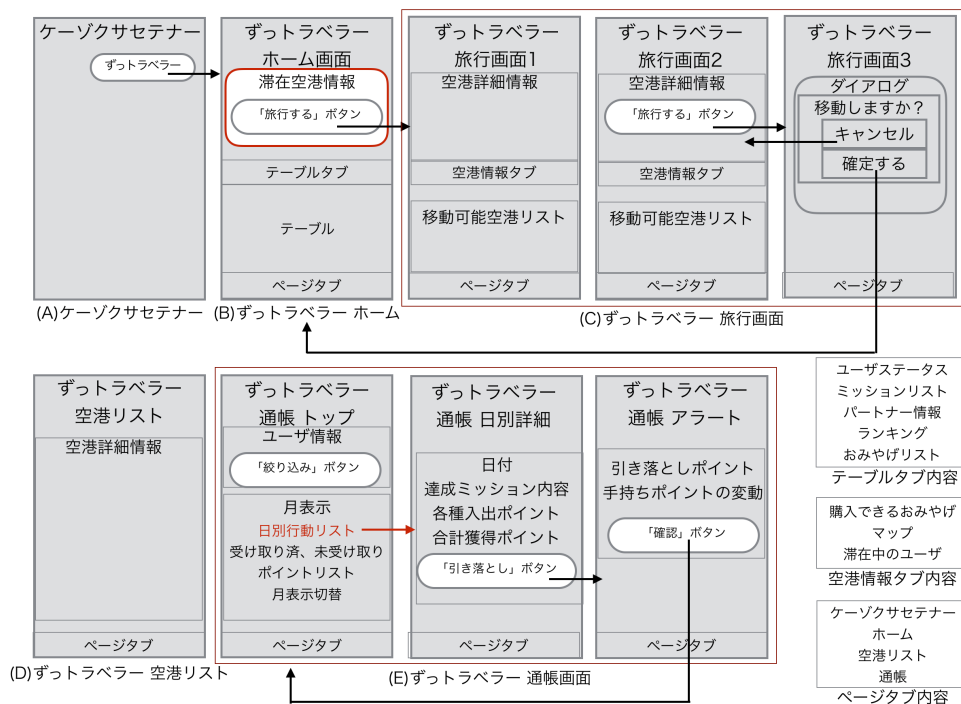 ケーゾクサセテナー
ずっトラベラー
(A)ケーゾクサセテナー
ずっトラベラー
ホーム画面
滞在空港情報
「旅行する」ボタン
テーブルタブ
テーブル
ページタブ
(B)ずっトラベラー ホーム
ずっトラベラー
旅行画面1
空港詳細情報
空港情報タブ
移動可能空港リスト
ページタブ
ずっトラベラー
旅行画面2
空港詳細情報
「旅行する」ボタン
空港情報タブ
移動可能空港リスト
ページタブ
ずっトラベラー
旅行画面3
ダイアログ
移動しますか？
キャンセル
確定する
ページタブ
(C)ずっトラベラー 旅行画面
ずっトラベラー
空港リスト
空港詳細情報
ページタブ
(D)ずっトラベラー 空港リスト
ずっトラベラー
通帳 トップ
ユーザ情報
「絞り込み」ボタン
月表示
日別行動リスト
受け取り済、未受け取り
ポイントリスト
月表示切替
ページタブ
ずっトラベラー
通帳 日別詳細
日付
達成ミッション内容
各種入出ポイント
合計獲得ポイント
「引き落とし」ボタン
ページタブ
ずっトラベラー
通帳 アラート
引き落としポイント
手持ちポイントの変動
「確認」ボタン
ページタブ
(E)ずっトラベラー 通帳画面
ユーザステータス
ミッションリスト
パートナー情報
ランキング
おみやげリスト
テーブルタブ内容
購入できるおみやげ
マップ
滞在中のユーザ
空港情報タブ内容
ケーゾクサセテナー
ホーム
空港リスト
通帳
ページタブ内容